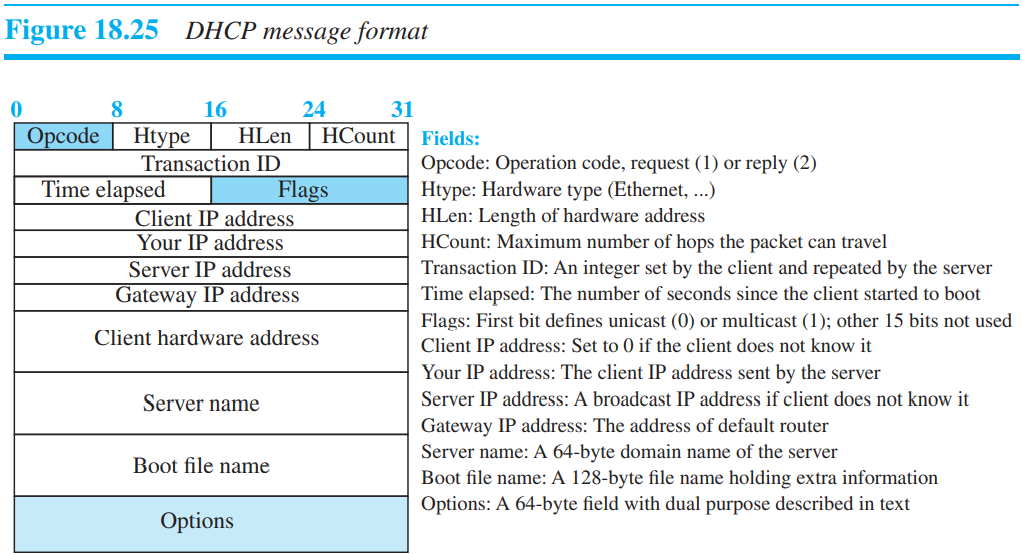 Figure 18.25 DHCP message format
0 8 16 24 31
Opcode Htype HLen HCount
Transaction ID
Time elapsed Flags
Client IP address
Your IP address
Server IP address
Gateway IP address
Client hardware address
Server name
Boot file name
Options
Fields:
Opcode: Operation code, request (1) or reply (2)
Htype: Hardware type (Ethernet, ...)
HLen: Length of hardware address
HCount: Maximum number of hops the packet can travel
Transaction ID: An integer set by the client and repeated by the server
Time elapsed: The number of seconds since the client started to boot
Flags: First bit defines unicast (0) or multicast (1); other 15 bits not used
Client IP address: Set to 0 if the client does not know it
Your IP address: The client IP address sent by the server
Server IP address: A broadcast IP address if client does not know it
Gateway IP address: The address of default router
Server name: A 64-byte domain name of the server
Boot file name: A 128-byte file name holding extra information
Options: A 64-byte field with dual purpose described in text